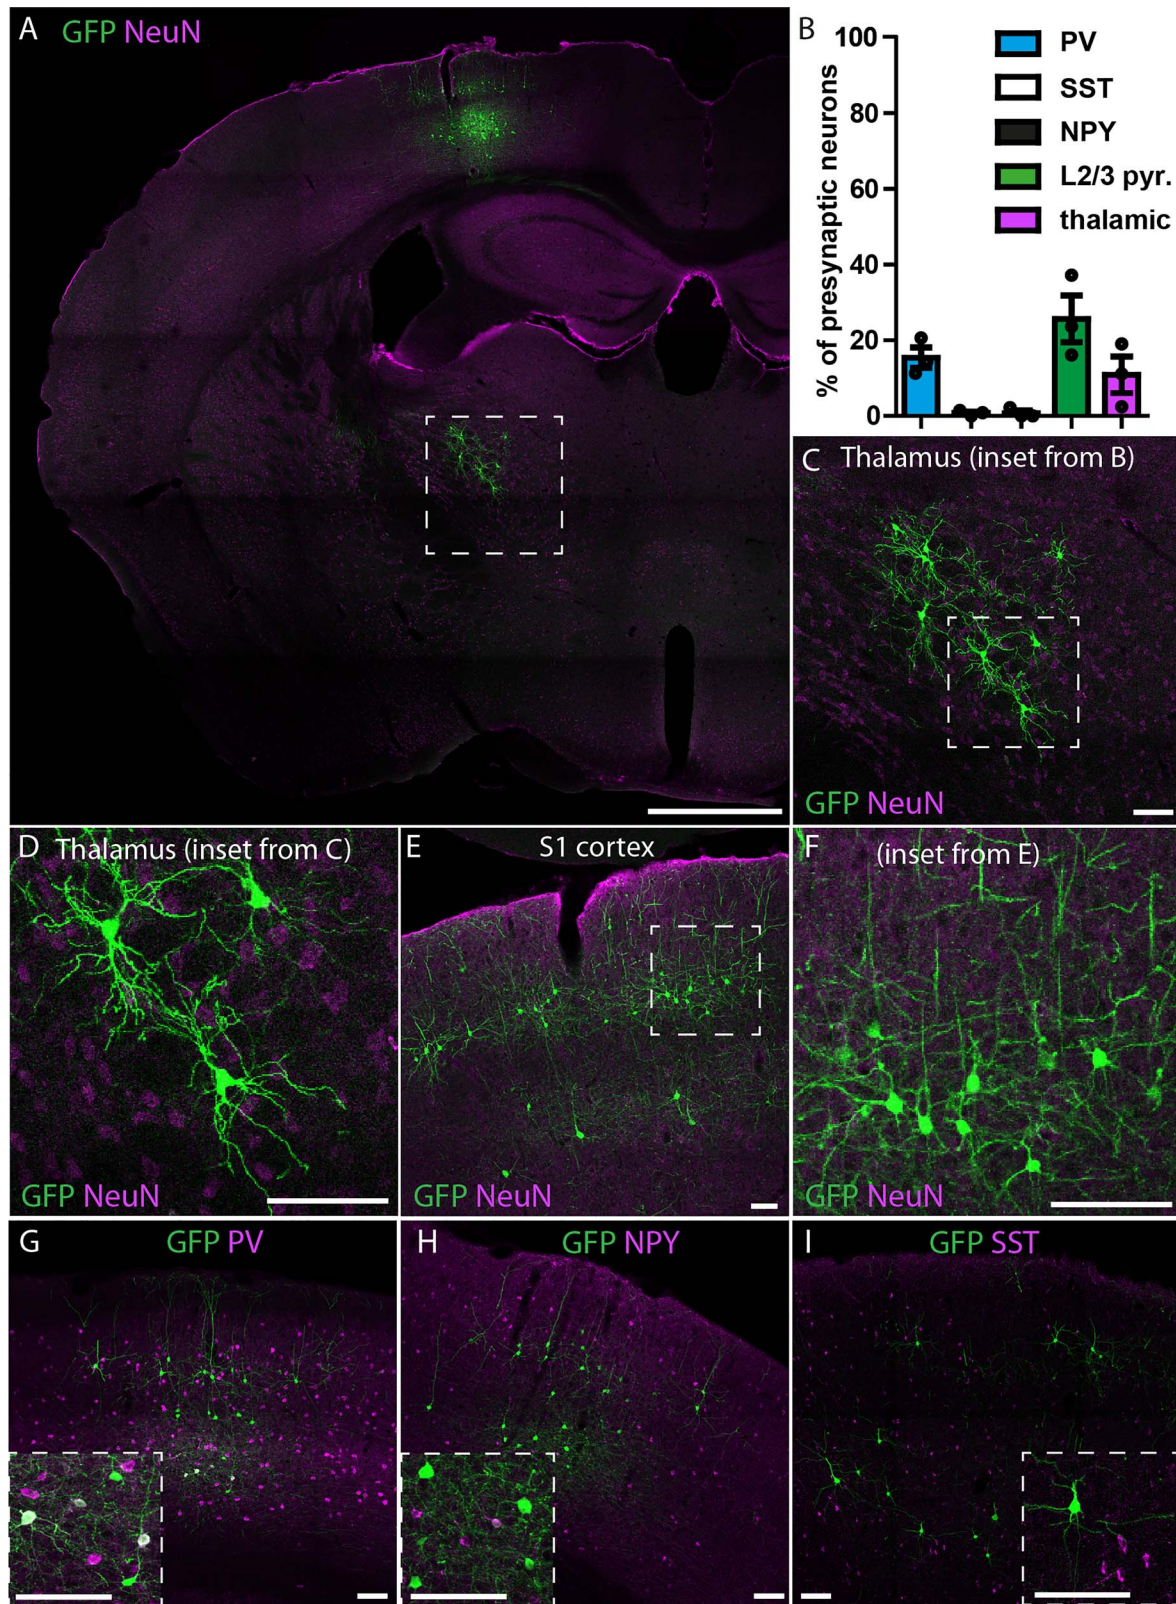 A GFP NeuN
B
% of presynaptic neurons
100
80
60
40
20
0
PV
SST
NPY
L2/3 pyr.
thalamic
C Thalamus (inset from B)
GFP NeuN
D Thalamus (inset from C)
GFP NeuN
E S1 cortex
GFP NeuN
F (inset from E)
GFP NeuN
G GFP PV
H GFP NPY
I GFP SST